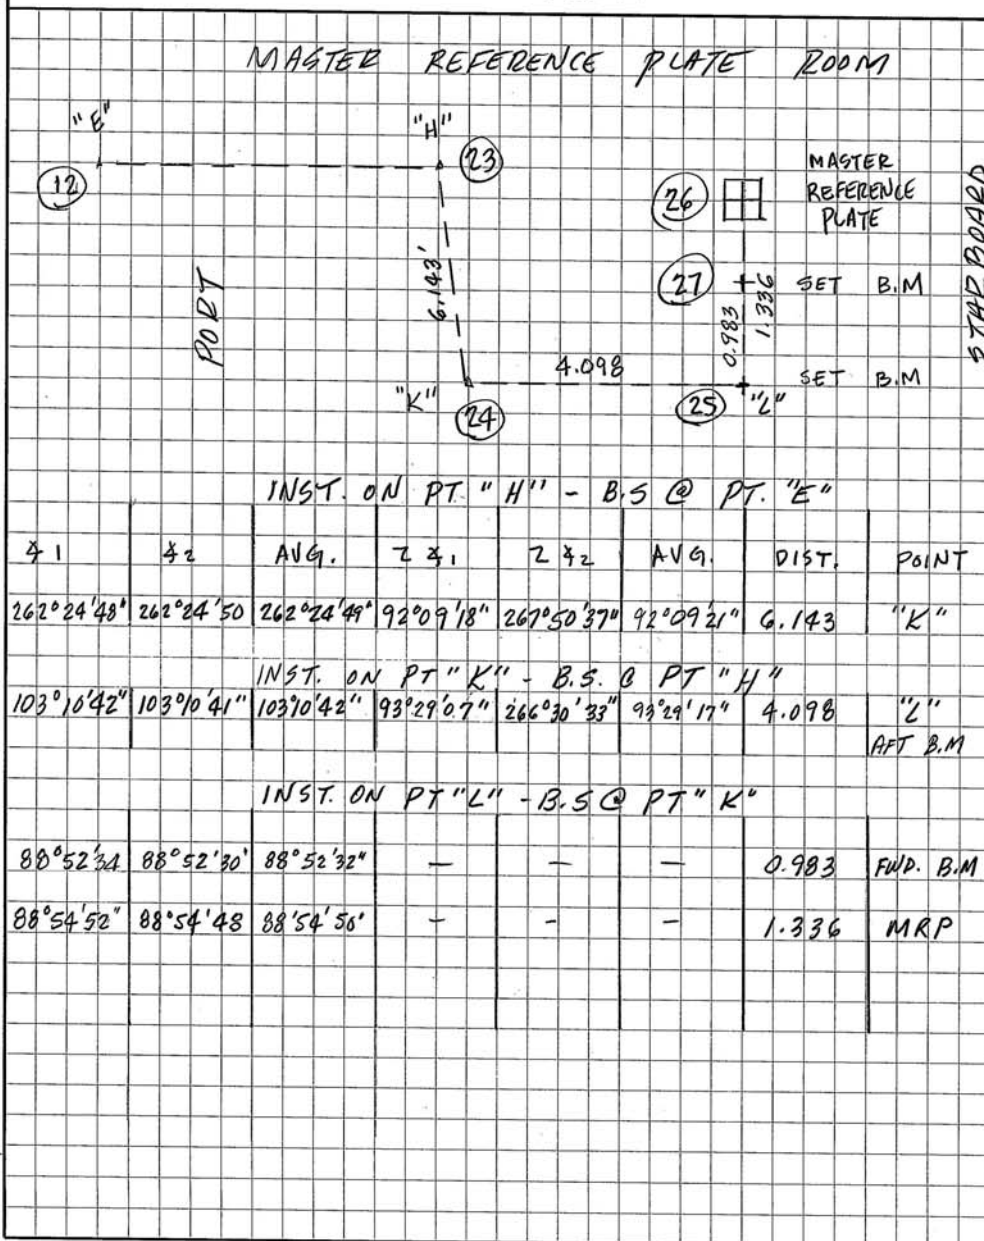 MASTER REFERENCE PLATE ROOM
"E"
"H"
12
23
26
MASTER
REFERENCE
PLATE
STARBOARD
PORT
6.143'
27
SET B.M
0.983
1.336
4.098
SET B.M
"K"
24
25
"L"
INST. ON PT. "H" - B.S @ PT. "E"
∡1 ∡2 AVG. Z ∡1 Z ∡2 AVG. DIST. POINT
262°24'48" 262°24'50 262°24'49" 92°09'18" 267°50'37" 92°09'21" 6.143 "K"
INST. ON PT "K" - B.S. @ PT "H"
103°10'42" 103°10'41" 103°10'42" 93°29'07" 266°30'33" 93°29'17" 4.098 "L"
AFT B.M
INST. ON PT "L" - B.S @ PT "K"
88°52'34 88°52'30" 88°52'32" — — — 0.983 FWD. B.M
88°54'52" 88°54'48 88°54'50' - - - 1.336 MRP